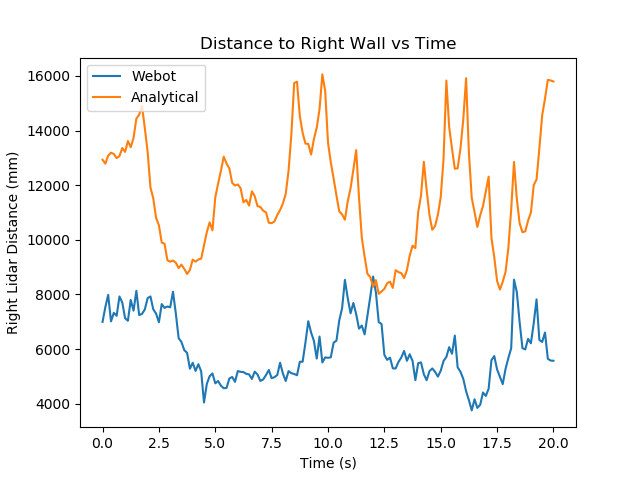 Distance to Right Wall vs Time
Webot
Analytical
Right Lidar Distance (mm)
16000
14000
12000
10000
8000
6000
4000
0.0 2.5 5.0 7.5 10.0 12.5 15.0 17.5 20.0
Time (s)